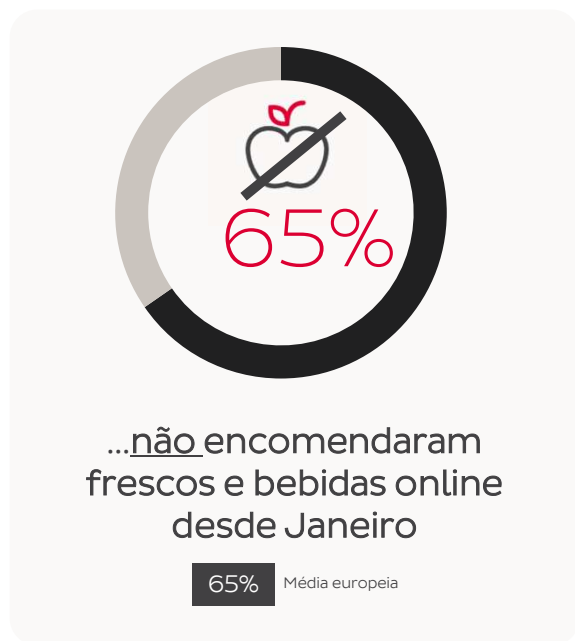 65%
...não encomendaram
frescos e bebidas online
desde Janeiro
65% Média europeia